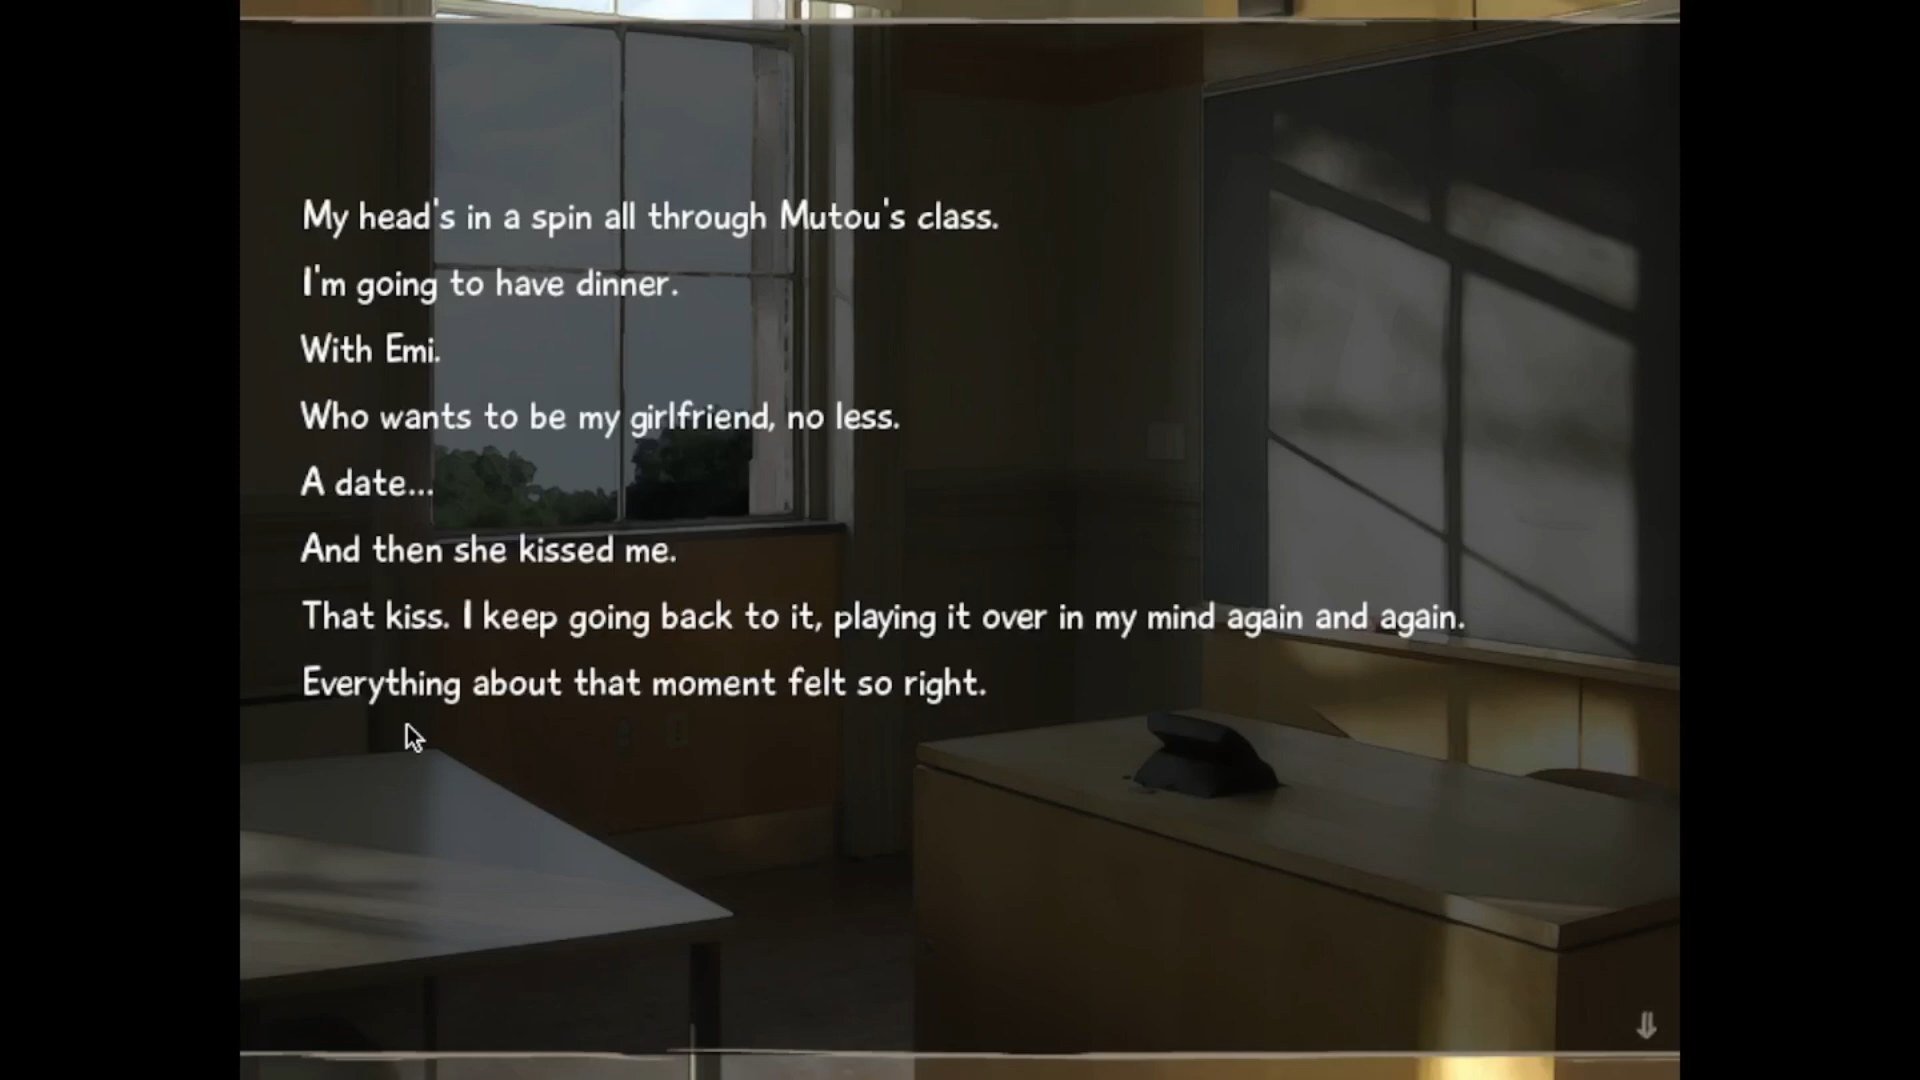 My head's in a spin all through Mutou's class.
I'm going to have dinner.
With Emi.
Who wants to be my girlfriend, no less.
A date...
And then she kissed me.
That kiss. I keep going back to it, playing it over in my mind again and again.
Everything about that moment felt so right.